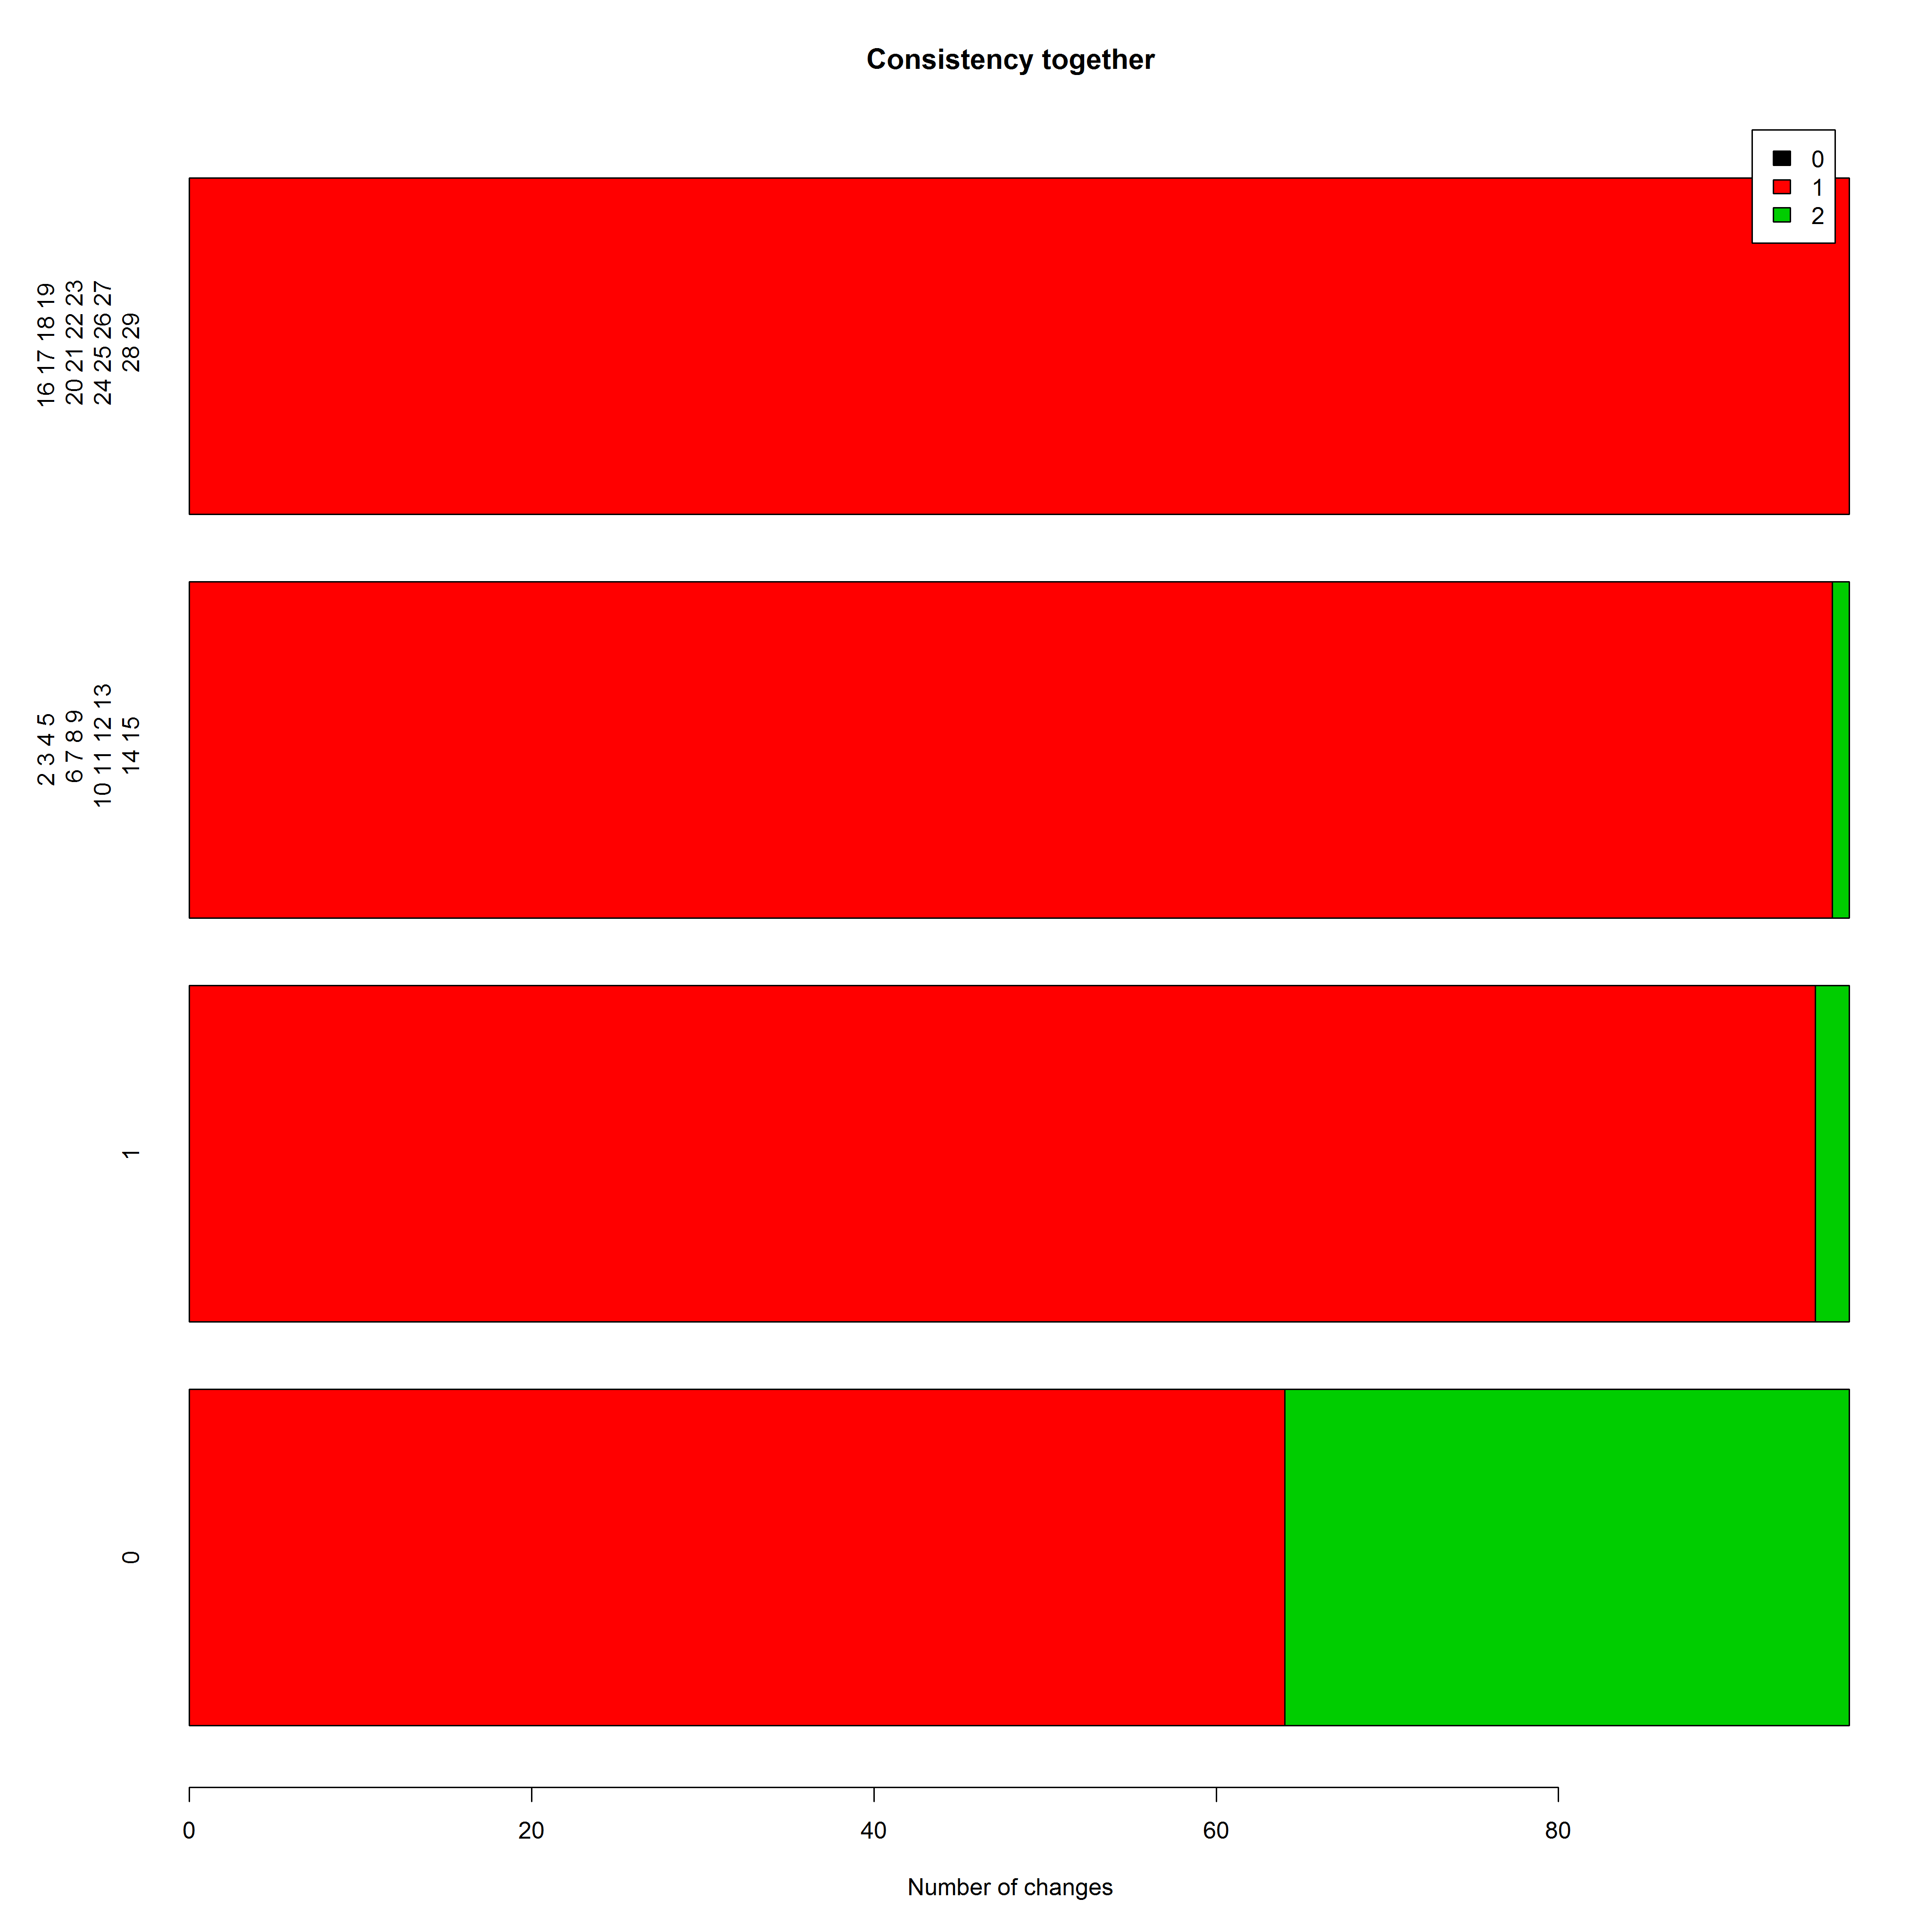 Consistency together
0
1
2
16 17 18 19
20 21 22 23
24 25 26 27
28 29
2 3 4 5
6 7 8 9
10 11 12 13
14 15
1
0
0 20 40 60 80
Number of changes